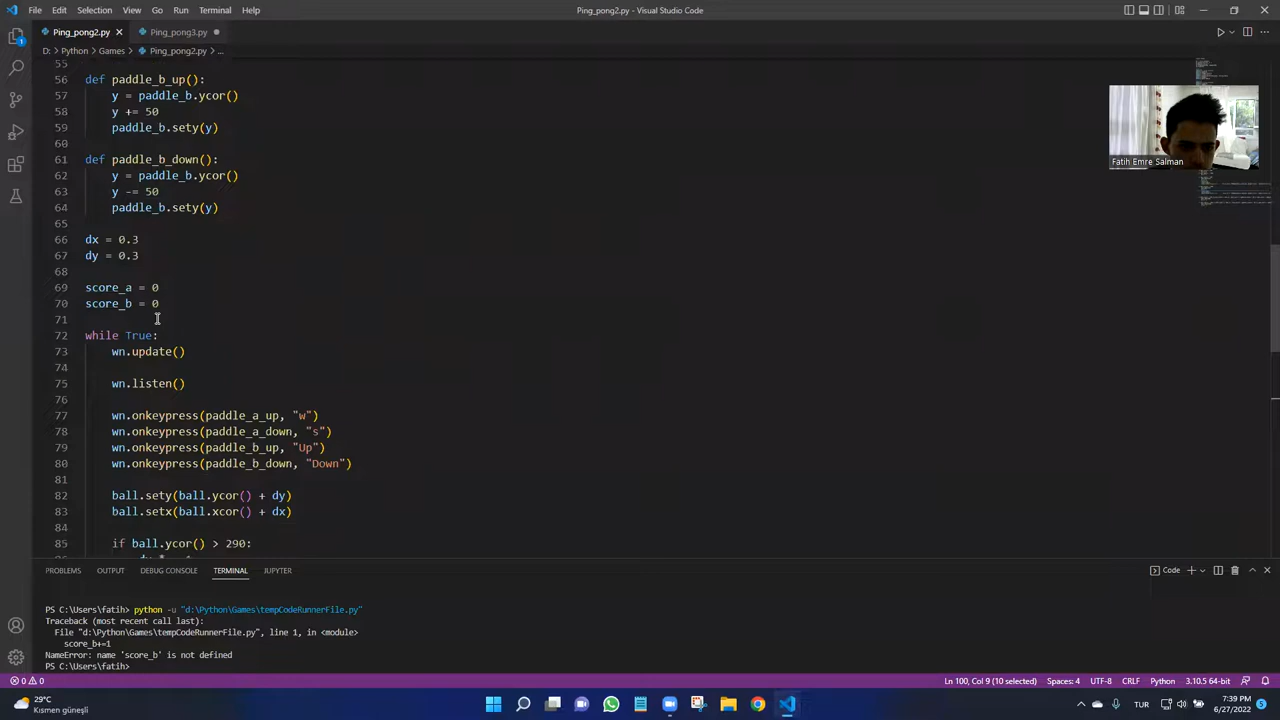 File Edit Selection View Go Run Terminal Help
Ping_pong2.py - Visual Studio Code
Ping_pong2.py
Ping_pong3.py
D: > Python > Games > Ping_pong2.py > ...
55
56 def paddle_b_up():
57 y = paddle_b.ycor()
58 y += 50
59 paddle_b.sety(y)
60
61 def paddle_b_down():
62 y = paddle_b.ycor()
63 y -= 50
64 paddle_b.sety(y)
65
66 dx = 0.3
67 dy = 0.3
68
69 score_a = 0
70 score_b = 0
71
72 while True:
73 wn.update()
74
75 wn.listen()
76
77 wn.onkeypress(paddle_a_up, "w")
78 wn.onkeypress(paddle_a_down, "s")
79 wn.onkeypress(paddle_b_up, "Up")
80 wn.onkeypress(paddle_b_down, "Down")
81
82 ball.sety(ball.ycor() + dy)
83 ball.setx(ball.xcor() + dx)
84
85 if ball.ycor() > 290:
Fatih Emre Salman
PROBLEMS OUTPUT DEBUG CONSOLE TERMINAL JUPYTER
Code
PS C:\Users\fatih> python -u "d:\Python\Games\tempCodeRunnerFile.py"
Traceback (most recent call last):
File "d:\Python\Games\tempCodeRunnerFile.py", line 1, in <module>
score_b+=1
NameError: name 'score_b' is not defined
PS C:\Users\fatih>
0 0
Ln 100, Col 9 (10 selected) Spaces: 4 UTF-8 CRLF Python 3.10.5 64-bit
29°C
Kısmen güneşli
TUR
7:39 PM
6/27/2022